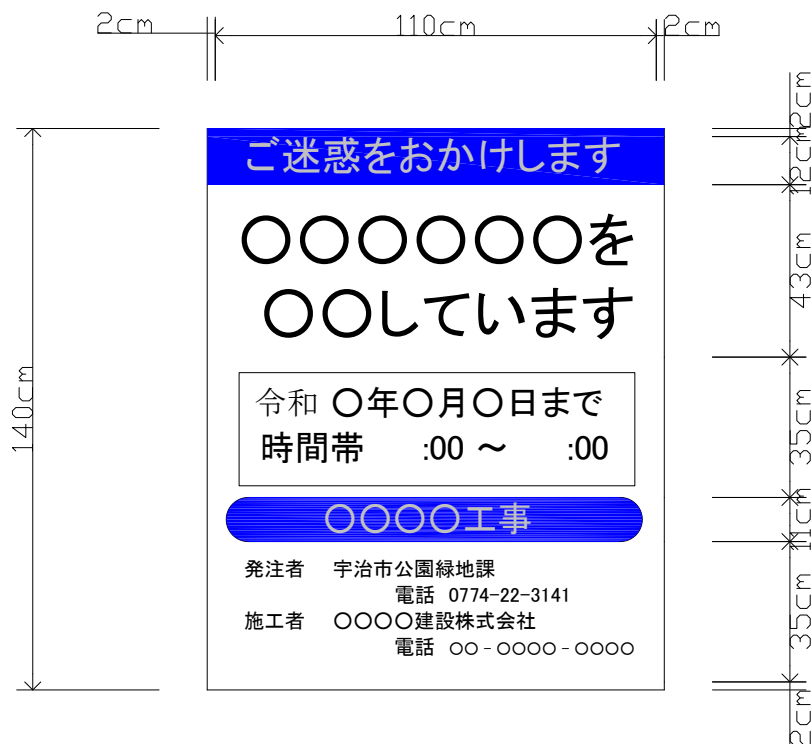 2cm 110cm 2cm
ご迷惑をおかけします
〇〇〇〇〇〇を
〇〇しています
令和 〇年〇月〇日まで
時間帯 :00 ～ :00
〇〇〇〇工事
発注者 宇治市公園緑地課
電話 0774-22-3141
施工者 〇〇〇〇建設株式会社
電話 ○○-○○○○-○○○○
140cm
2cm
12cm
43cm
35cm
11cm
35cm
2cm